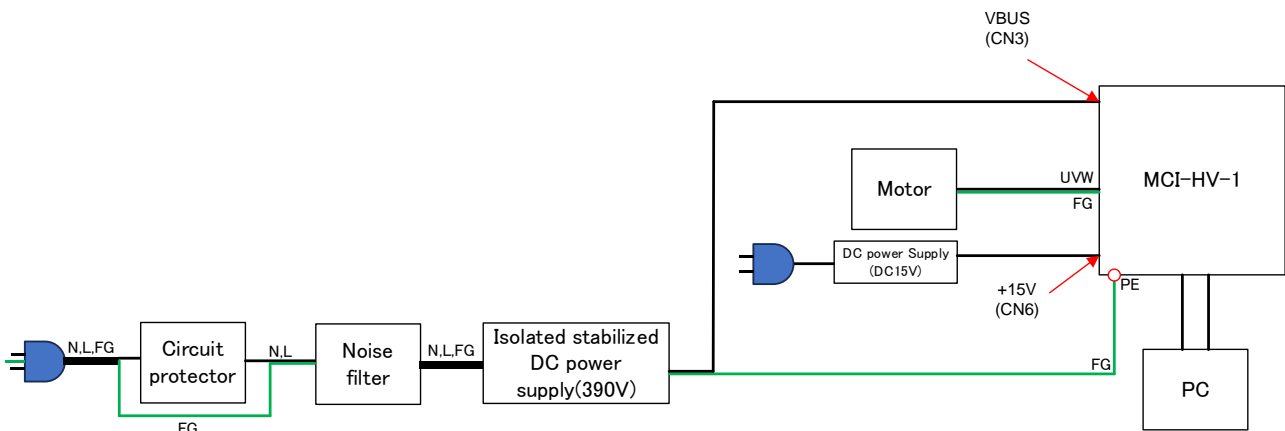 VBUS
(CN3)
MCI-HV-1
Motor
UVW
FG
DC power Supply
(DC15V)
+15V
(CN6)
PE
N,L,FG
Circuit
protector
N,L
FG
Noise
filter
N,L,FG
Isolated stabilized
DC power
supply(390V)
FG
PC